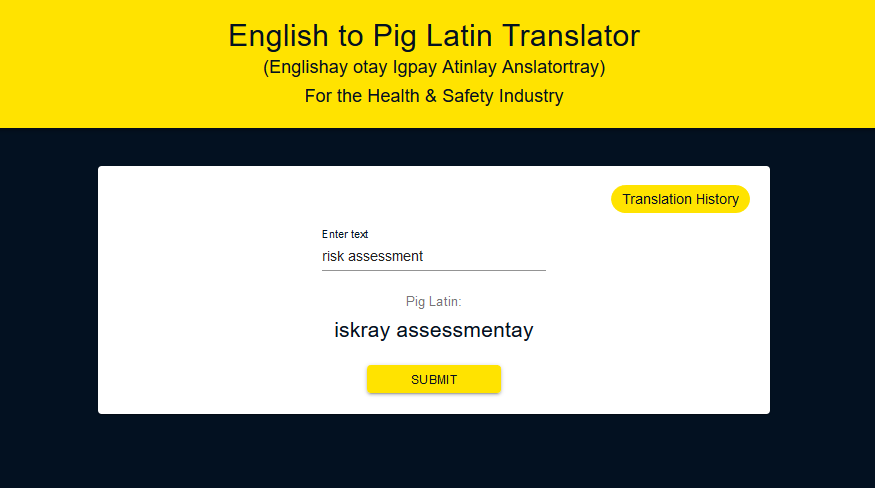 English to Pig Latin Translator
(Englishay otay Igpay Atinlay Anslatortray)
For the Health & Safety Industry
Translation History
Enter text
risk assessment
Pig Latin:
iskray assessmentay
SUBMIT